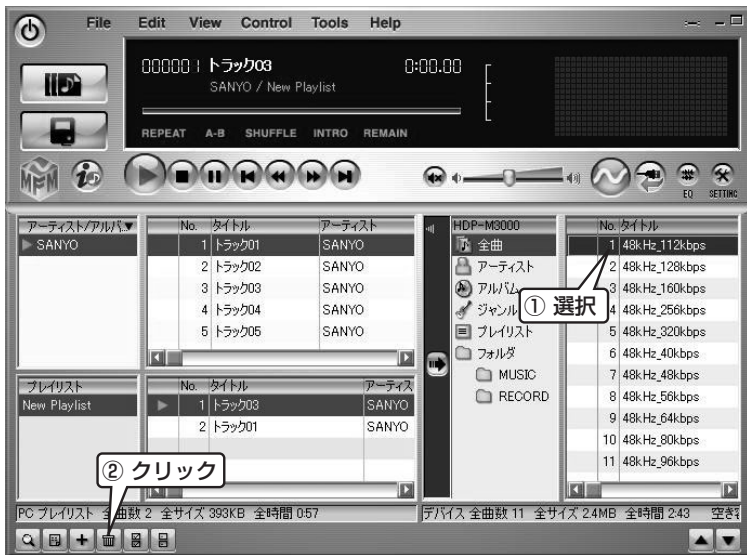 File Edit View Control Tools Help
000001 トラック03 0:00.00
SANYO / New Playlist
REPEAT A-B SHUFFLE INTRO REMAIN
MFM
EQ SETTING
アーティスト/アルバム
SANYO
No. タイトル アーティスト
1 トラック01 SANYO
2 トラック02 SANYO
3 トラック03 SANYO
4 トラック04 SANYO
5 トラック05 SANYO
プレイリスト
New Playlist
No. タイトル アーティス
1 トラック03 SANYO
2 トラック01 SANYO
HDP-M3000
全曲
アーティスト
アルバム
ジャンル
プレイリスト
フォルダ
MUSIC
RECORD
No. タイトル
1 48kHz_112kbps
2 48kHz_128kbps
3 48kHz_160kbps
4 48kHz_256kbps
5 48kHz_320kbps
6 48kHz_40kbps
7 48kHz_48kbps
8 48kHz_56kbps
9 48kHz_64kbps
10 48kHz_80kbps
11 48kHz_96kbps
① 選択
② クリック
PC プレイリスト 全曲数 2 全サイズ 393KB 全時間 0:57
デバイス 全曲数 11 全サイズ 2.4MB 全時間 2:43 空き